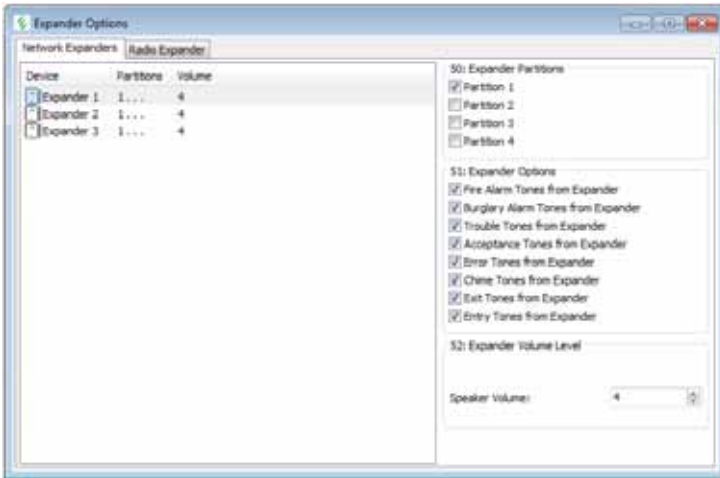 Expander Options
Network Expanders Radio Expander
Device Partitions Volume
Expander 1 1... 4
Expander 2 1... 4
Expander 3 1... 4
50: Expander Partitions
Partition 1
Partition 2
Partition 3
Partition 4
51: Expander Options
Fire Alarm Tones from Expander
Burglary Alarm Tones from Expander
Trouble Tones from Expander
Acceptance Tones from Expander
Error Tones from Expander
Chime Tones from Expander
Exit Tones from Expander
Entry Tones from Expander
52: Expander Volume Level
Speaker Volume: 4